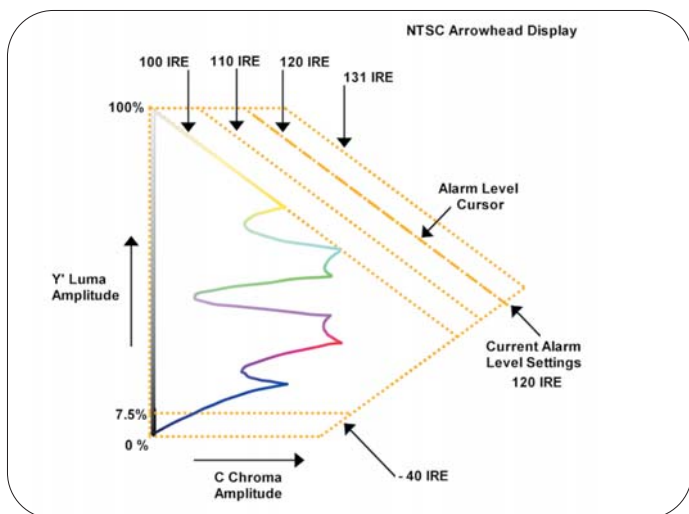 NTSC Arrowhead Display
100 IRE
110 IRE
120 IRE
131 IRE
100%
Alarm Level
Cursor
Y' Luma
Amplitude
Current Alarm
Level Settings
120 IRE
7.5%
0 %
- 40 IRE
C Chroma
Amplitude